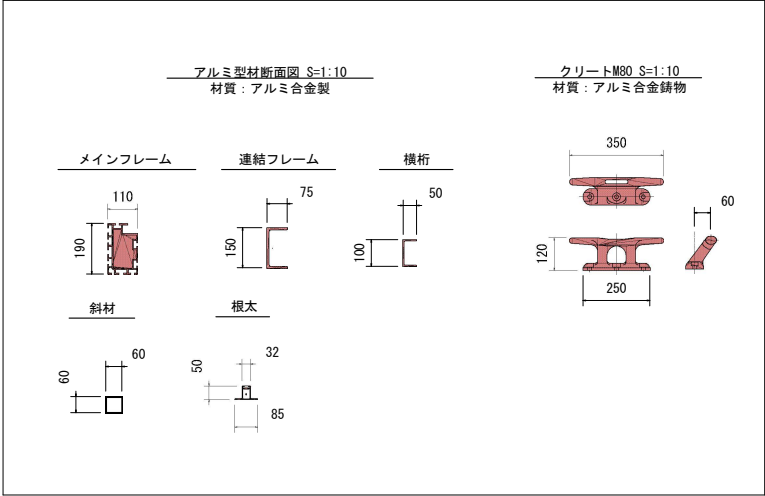 アルミ型材断面図 S=1:10
材質：アルミ合金製
クリートM80 S=1:10
材質：アルミ合金鋳物
メインフレーム
連結フレーム
横桁
110
190
75
150
50
100
350
120
250
60
斜材
根太
60
60
32
50
85